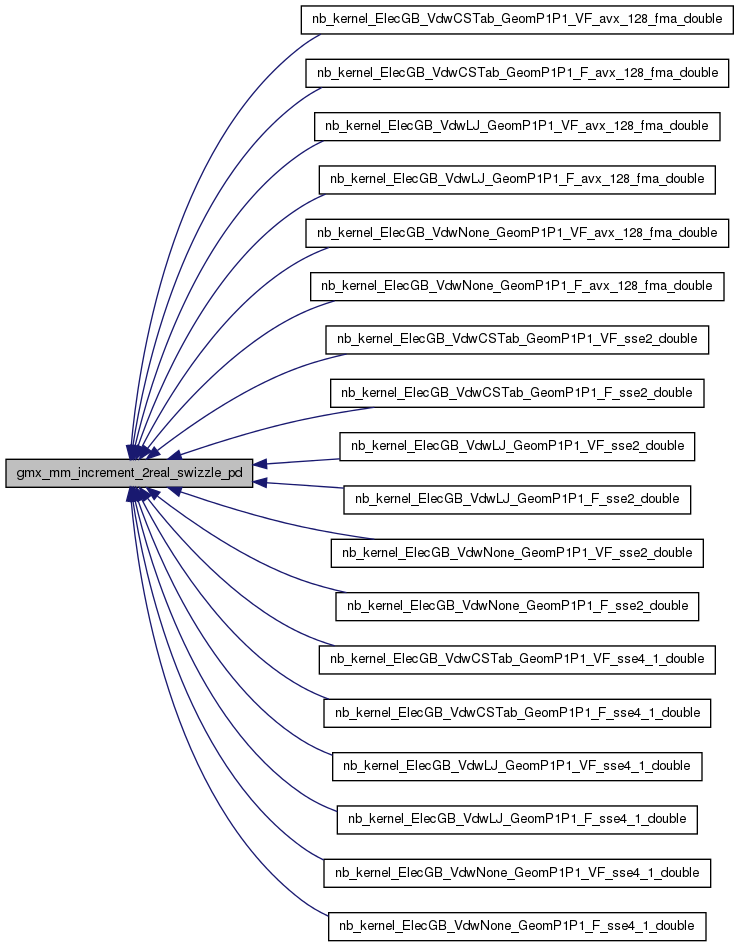 nb_kernel_ElecGB_VdwCSTab_GeomP1P1_VF_avx_128_fma_double
nb_kernel_ElecGB_VdwCSTab_GeomP1P1_F_avx_128_fma_double
nb_kernel_ElecGB_VdwLJ_GeomP1P1_VF_avx_128_fma_double
nb_kernel_ElecGB_VdwLJ_GeomP1P1_F_avx_128_fma_double
nb_kernel_ElecGB_VdwNone_GeomP1P1_VF_avx_128_fma_double
nb_kernel_ElecGB_VdwNone_GeomP1P1_F_avx_128_fma_double
nb_kernel_ElecGB_VdwCSTab_GeomP1P1_VF_sse2_double
nb_kernel_ElecGB_VdwCSTab_GeomP1P1_F_sse2_double
nb_kernel_ElecGB_VdwLJ_GeomP1P1_VF_sse2_double
gmx_mm_increment_2real_swizzle_pd
nb_kernel_ElecGB_VdwLJ_GeomP1P1_F_sse2_double
nb_kernel_ElecGB_VdwNone_GeomP1P1_VF_sse2_double
nb_kernel_ElecGB_VdwNone_GeomP1P1_F_sse2_double
nb_kernel_ElecGB_VdwCSTab_GeomP1P1_VF_sse4_1_double
nb_kernel_ElecGB_VdwCSTab_GeomP1P1_F_sse4_1_double
nb_kernel_ElecGB_VdwLJ_GeomP1P1_VF_sse4_1_double
nb_kernel_ElecGB_VdwLJ_GeomP1P1_F_sse4_1_double
nb_kernel_ElecGB_VdwNone_GeomP1P1_VF_sse4_1_double
nb_kernel_ElecGB_VdwNone_GeomP1P1_F_sse4_1_double